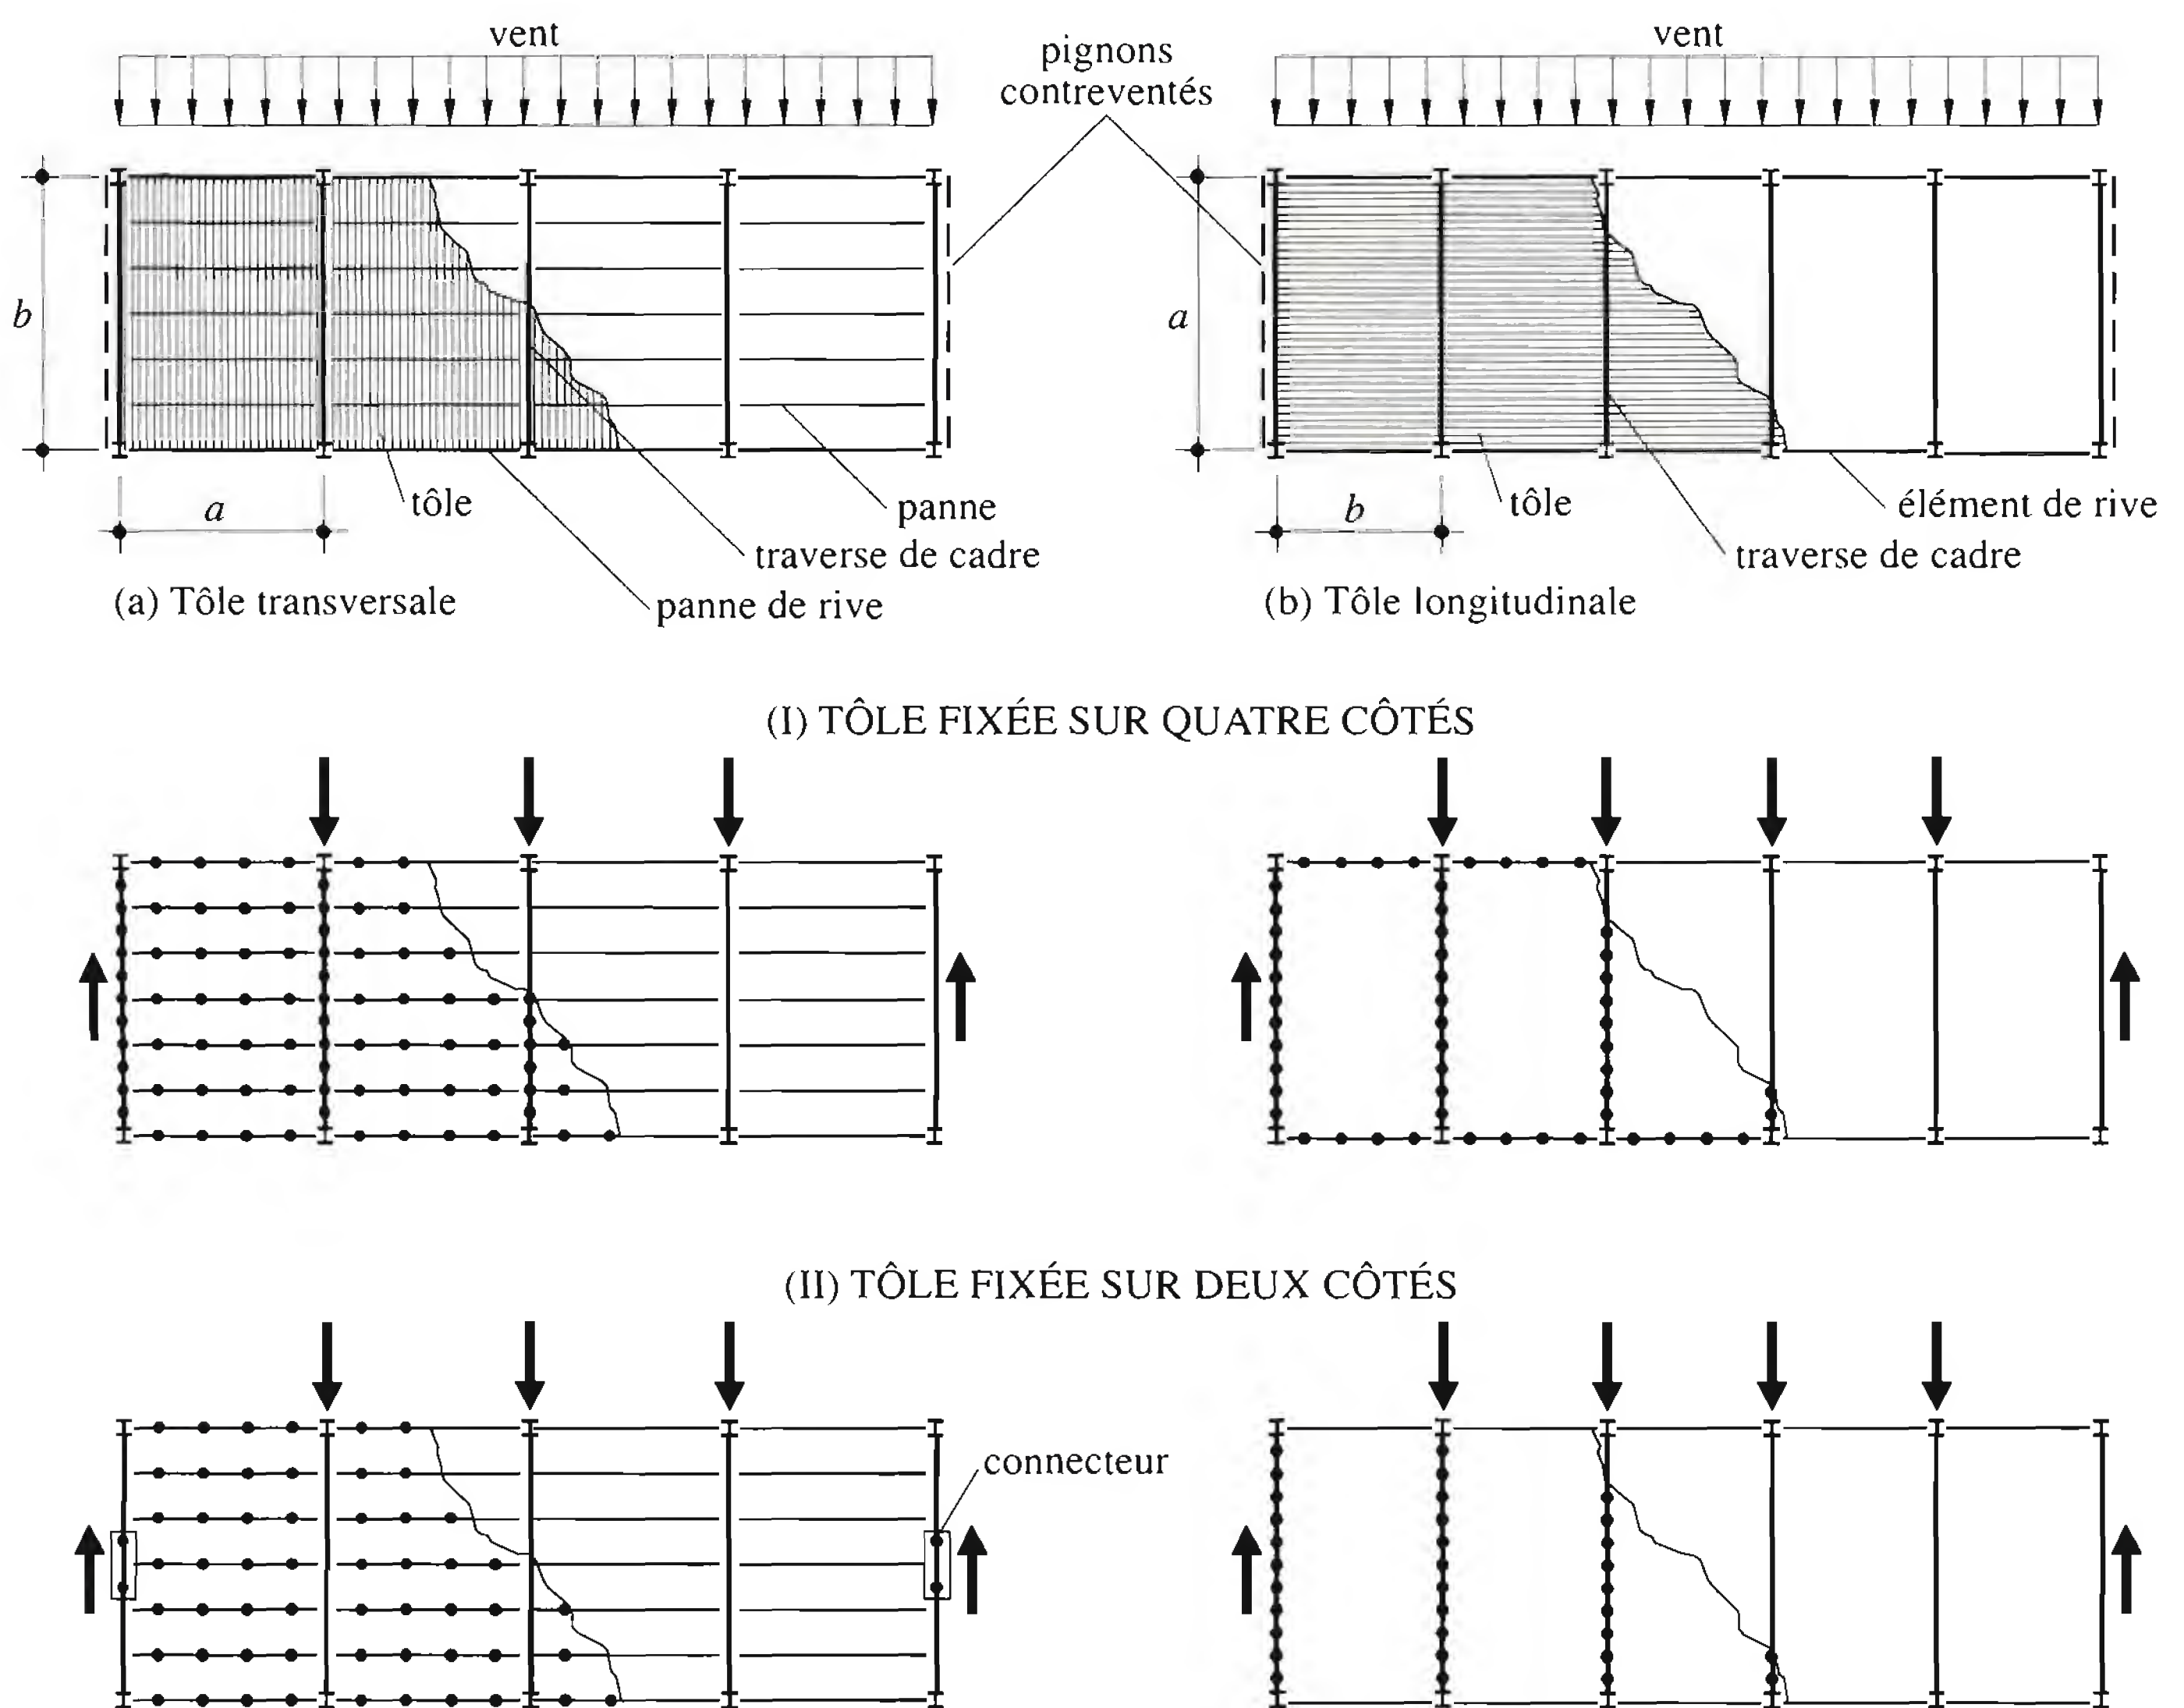 vent
pignons
contreventés
vent
b
a
tôle
panne
traverse de cadre
panne de rive
(a) Tôle transversale
a
b
tôle
élément de rive
traverse de cadre
(b) Tôle longitudinale
(I) TÔLE FIXÉE SUR QUATRE CÔTÉS
(II) TÔLE FIXÉE SUR DEUX CÔTÉS
connecteur